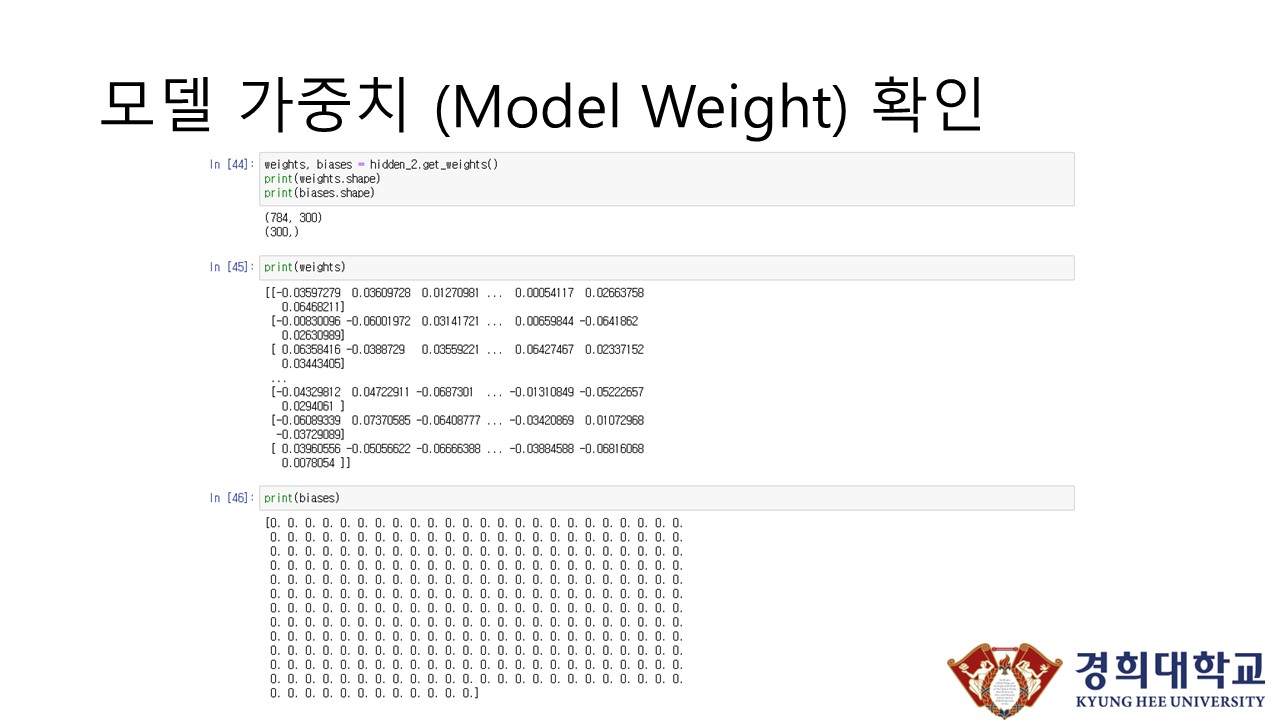 모델 가중치 (Model Weight) 확인
In [44]: weights, biases = hidden_2.get_weights()
print(weights.shape)
print(biases.shape)
(784, 300)
(300,)
In [45]: print(weights)
[[-0.03597279 0.03609728 0.01270981 ... 0.00054117 0.02663758
0.06468211]
[-0.00830096 -0.06001972 0.03141721 ... 0.00659844 -0.0641862
0.02630989]
[ 0.06358416 -0.0388729 0.03559221 ... 0.06427467 0.02337152
0.03443405]
...
[-0.04329812 0.04722911 -0.0687301 ... -0.01310849 -0.05222657
0.0294061 ]
[-0.06089339 0.07370585 -0.06408777 ... -0.03420869 0.01072968
-0.03729089]
[ 0.03960556 -0.05056622 -0.06666388 ... -0.03884588 -0.06816068
0.0078054 ]]
In [46]: print(biases)
[0. 0. 0. 0. 0. 0. 0. 0. 0. 0. 0. 0. 0. 0. 0. 0. 0. 0. 0. 0. 0. 0. 0. 0.
0. 0. 0. 0. 0. 0. 0. 0. 0. 0. 0. 0. 0. 0. 0. 0. 0. 0. 0. 0. 0. 0. 0. 0.
0. 0. 0. 0. 0. 0. 0. 0. 0. 0. 0. 0. 0. 0. 0. 0. 0. 0. 0. 0. 0. 0. 0. 0.
0. 0. 0. 0. 0. 0. 0. 0. 0. 0. 0. 0. 0. 0. 0. 0. 0. 0. 0. 0. 0. 0. 0. 0.
0. 0. 0. 0. 0. 0. 0. 0. 0. 0. 0. 0. 0. 0. 0. 0. 0. 0. 0. 0. 0. 0. 0. 0.
0. 0. 0. 0. 0. 0. 0. 0. 0. 0. 0. 0. 0. 0. 0. 0. 0. 0. 0. 0. 0. 0. 0. 0.
0. 0. 0. 0. 0. 0. 0. 0. 0. 0. 0. 0. 0. 0. 0. 0. 0. 0. 0. 0. 0. 0. 0. 0.
0. 0. 0. 0. 0. 0. 0. 0. 0. 0. 0. 0. 0. 0. 0. 0. 0. 0. 0. 0. 0. 0. 0. 0.
0. 0. 0. 0. 0. 0. 0. 0. 0. 0. 0. 0. 0. 0. 0. 0. 0. 0. 0. 0. 0. 0. 0. 0.
0. 0. 0. 0. 0. 0. 0. 0. 0. 0. 0. 0. 0. 0. 0. 0. 0. 0. 0. 0. 0. 0. 0. 0.
0. 0. 0. 0. 0. 0. 0. 0. 0. 0. 0. 0. 0. 0. 0. 0. 0. 0. 0. 0. 0. 0. 0. 0.
0. 0. 0. 0. 0. 0. 0. 0. 0. 0. 0. 0. 0. 0. 0. 0. 0. 0. 0. 0. 0. 0. 0. 0.
0. 0. 0. 0. 0. 0. 0. 0. 0. 0. 0. 0.]
경희대학교
KYUNG HEE UNIVERSITY